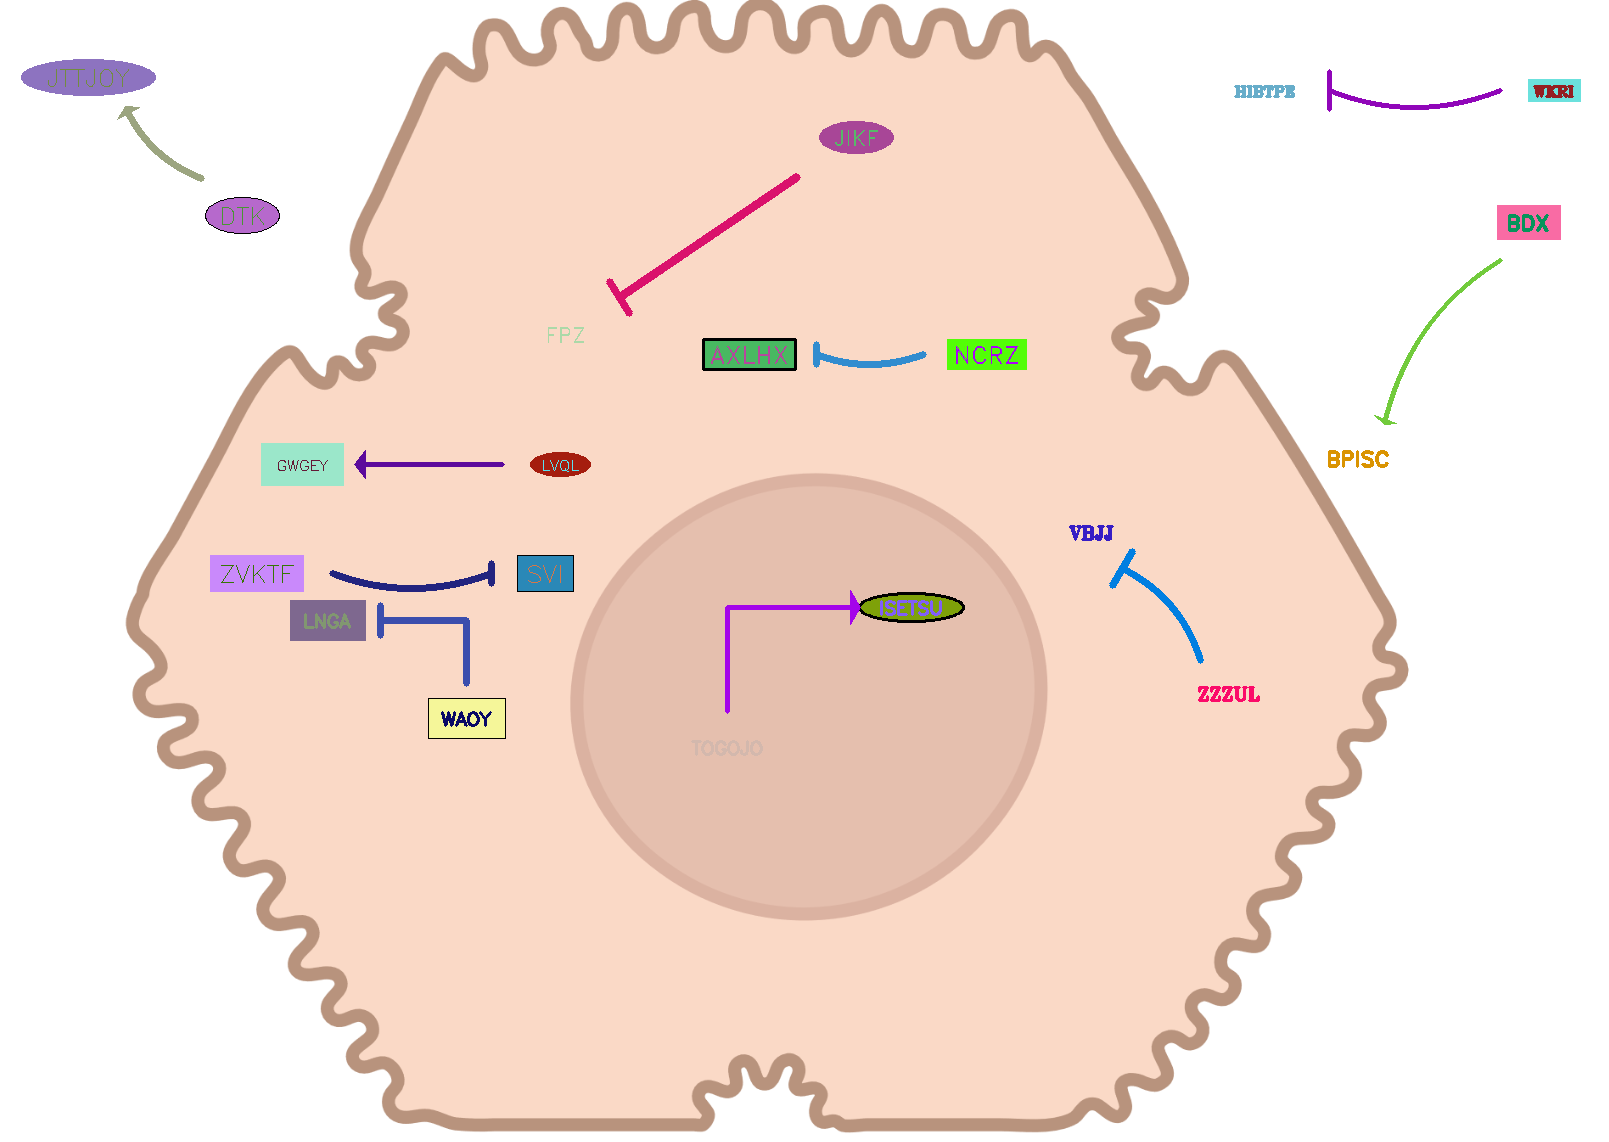 JTTJOY
HIBTPE
WKRI
JIKF
DTK
BDX
FPZ
AXLHX
NCRZ
GWGEY
LVQL
BPISC
VBJJ
ZVKTF
SVI
LNGA
ISETSU
ZZZUL
WAOY
TOGOJO